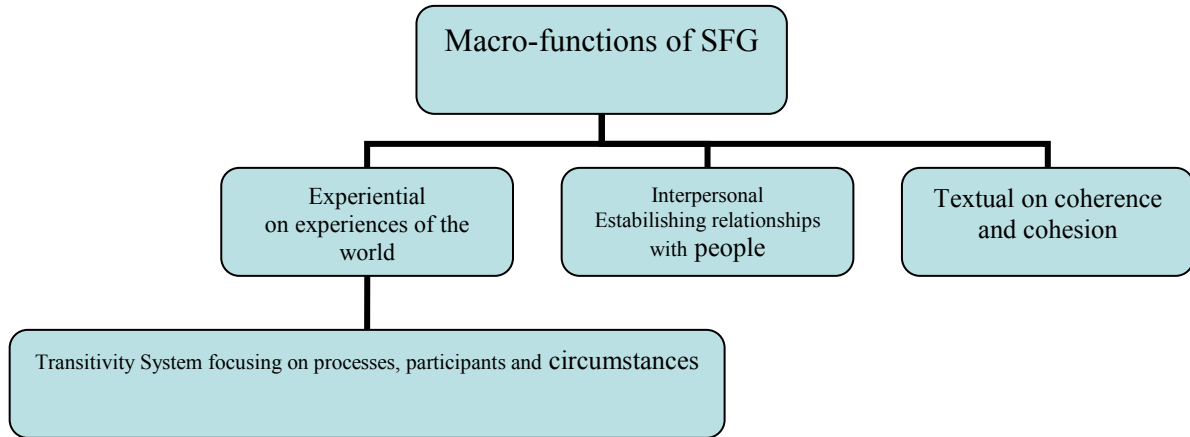 Macro-functions of SFG
Experiential
on experiences of the
world
Interpersonal
Estabilishing relationships
with people
Textual on coherence
and cohesion
Transitivity System focusing on processes, participants and circumstances